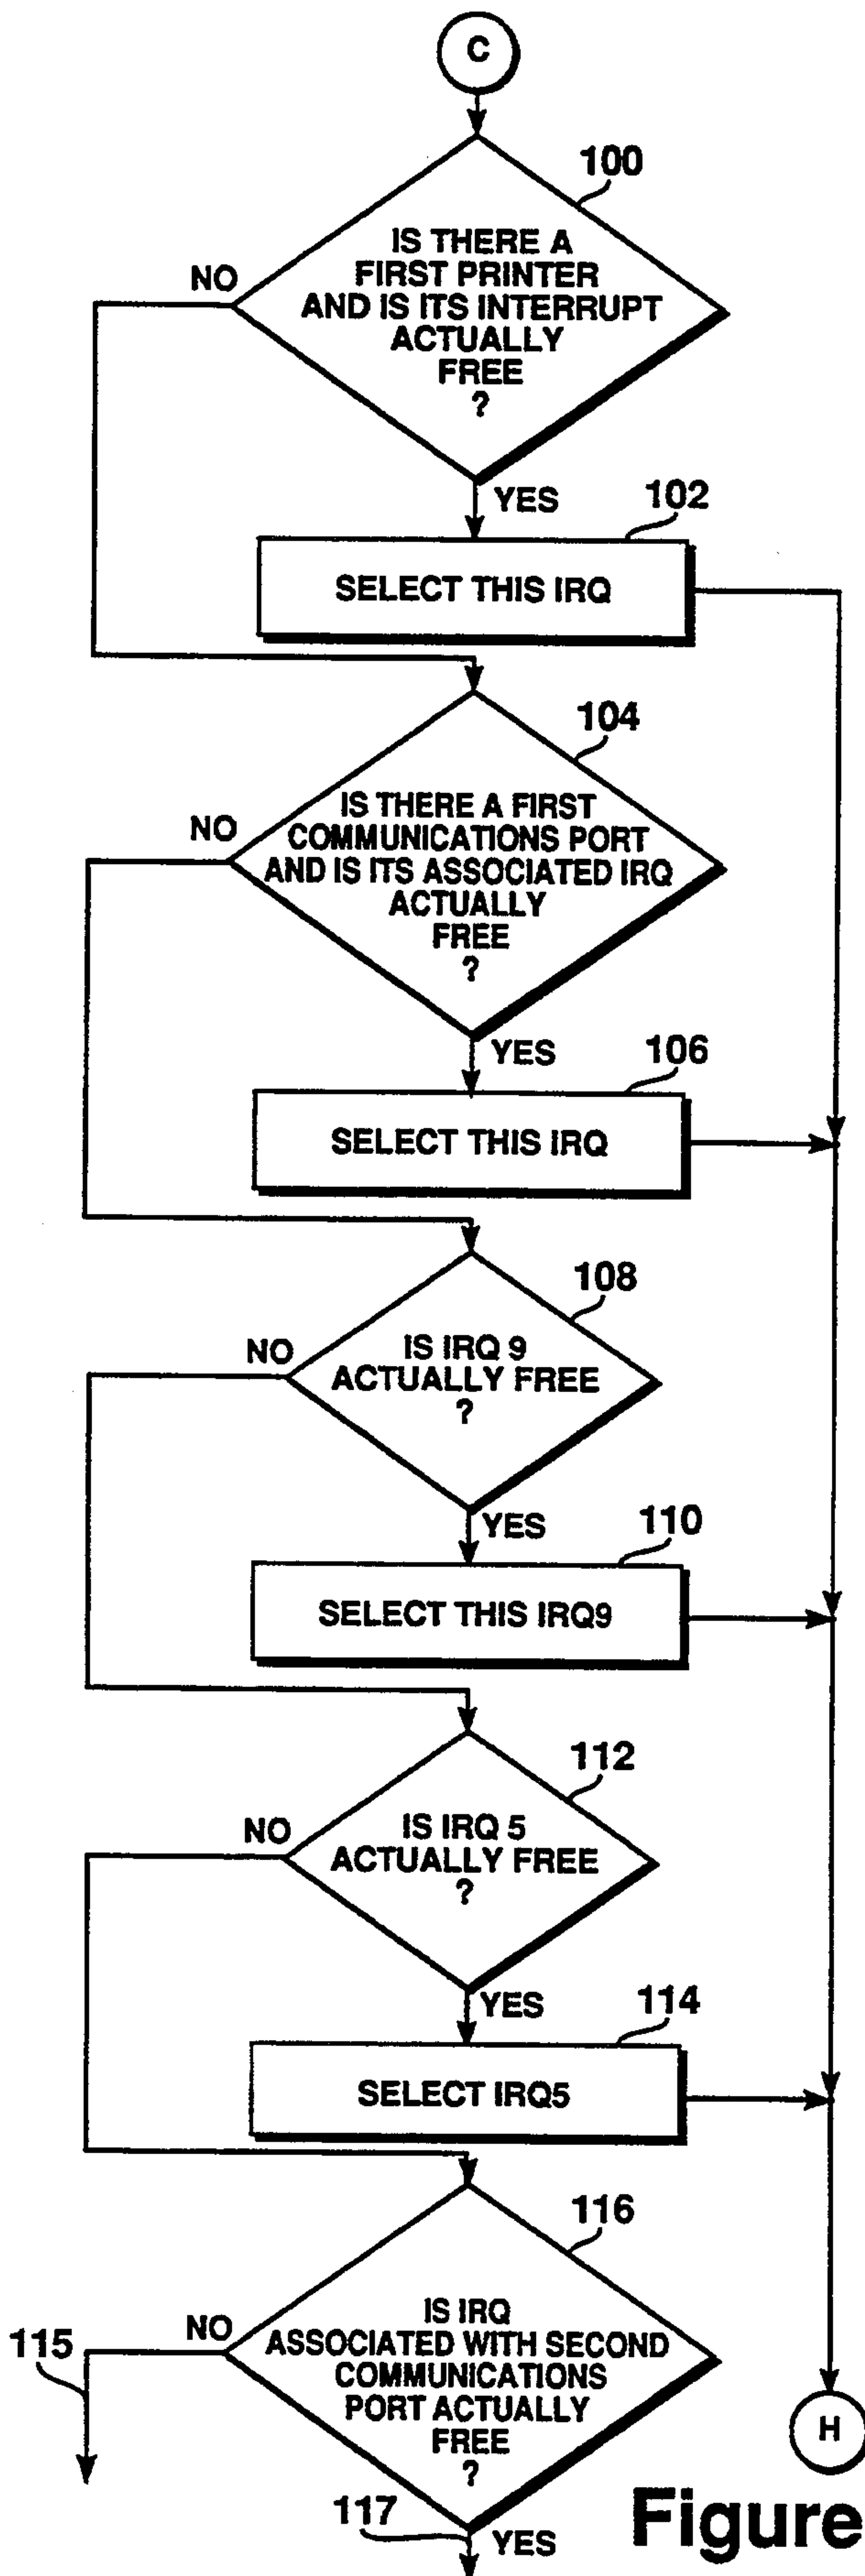 C
100
IS THERE A
FIRST PRINTER
AND IS ITS INTERRUPT
ACTUALLY
FREE
?
NO
YES
102
SELECT THIS IRQ
104
IS THERE A FIRST
COMMUNICATIONS PORT
AND IS ITS ASSOCIATED IRQ
ACTUALLY
FREE
?
NO
YES
106
SELECT THIS IRQ
108
IS IRQ 9
ACTUALLY FREE
?
NO
YES
110
SELECT THIS IRQ9
112
IS IRQ 5
ACTUALLY FREE
?
NO
YES
114
SELECT IRQ5
116
IS IRQ
ASSOCIATED WITH SECOND
COMMUNICATIONS
PORT ACTUALLY
FREE
?
NO
115
H
117
YES
Figure